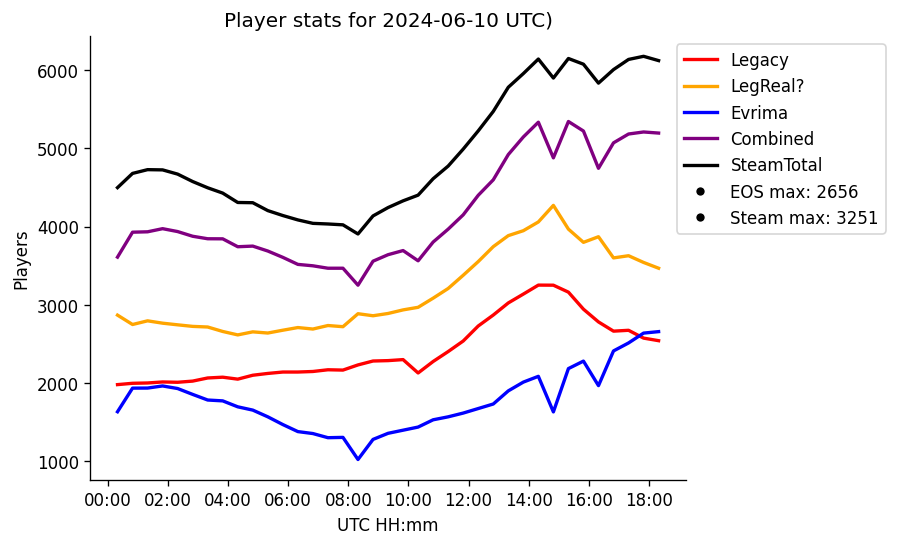 Player stats for 2024-06-10 UTC)
Players
6000
5000
4000
3000
2000
1000
00:00 02:00 04:00 06:00 08:00 10:00 12:00 14:00 16:00 18:00
UTC HH:mm
Legacy
LegReal?
Evrima
Combined
SteamTotal
EOS max: 2656
Steam max: 3251